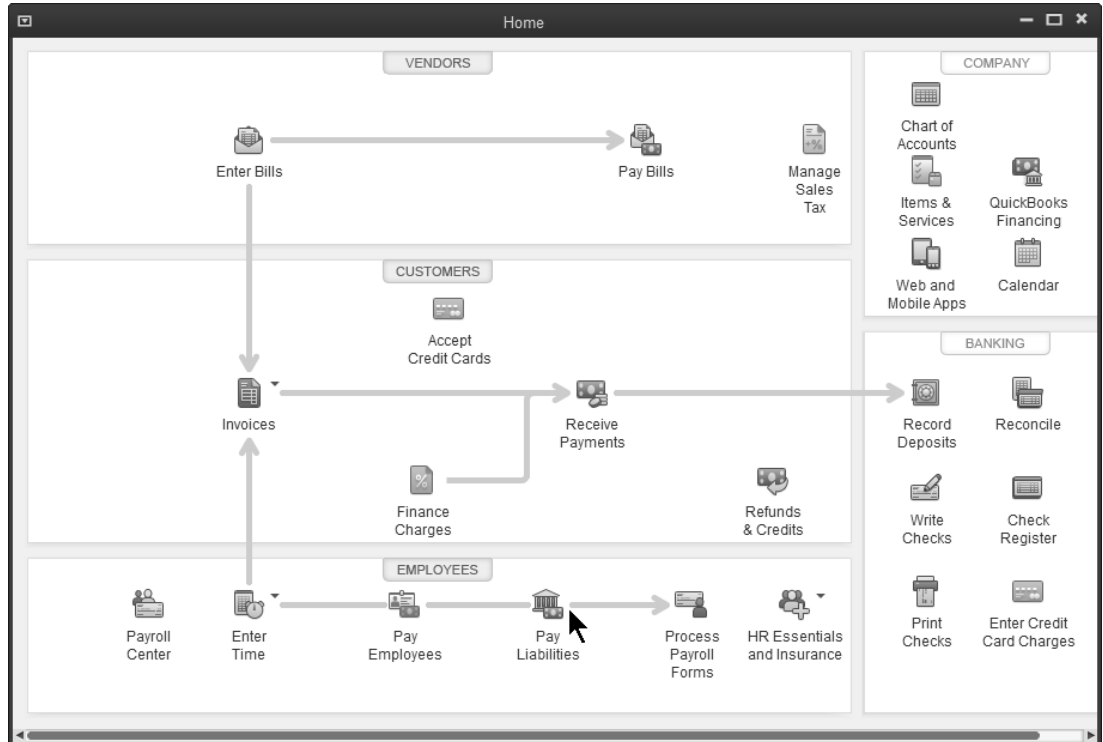 Home
VENDORS
Enter Bills
Pay Bills
Manage
Sales
Tax
CUSTOMERS
Accept
Credit Cards
Invoices
Receive
Payments
Finance
Charges
Refunds
& Credits
EMPLOYEES
Payroll
Center
Enter
Time
Pay
Employees
Pay
Liabilities
Process
Payroll
Forms
HR Essentials
and Insurance
COMPANY
Chart of
Accounts
Items &
Services
QuickBooks
Financing
Web and
Mobile Apps
Calendar
BANKING
Record
Deposits
Reconcile
Write
Checks
Check
Register
Print
Checks
Enter Credit
Card Charges